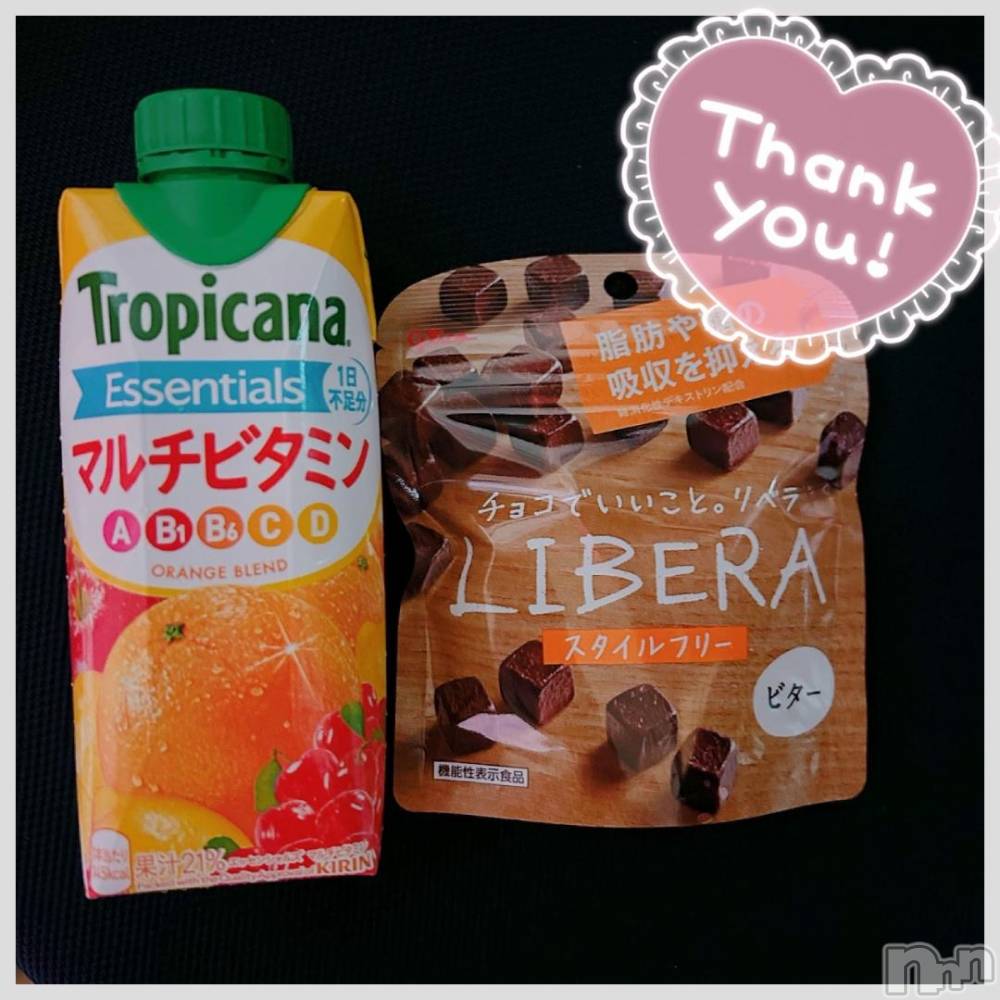 Thank
you!
Tropicana
Essentials
1日
不足分
マルチビタミン
A B1 B6 C D
ORANGE BLEND
果汁21%
KIRIN
脂肪や
の
吸収を抑
チョコでいいこと。リベラ
LIBERA
スタイルフリー
ビター
機能性表示食品
nnn